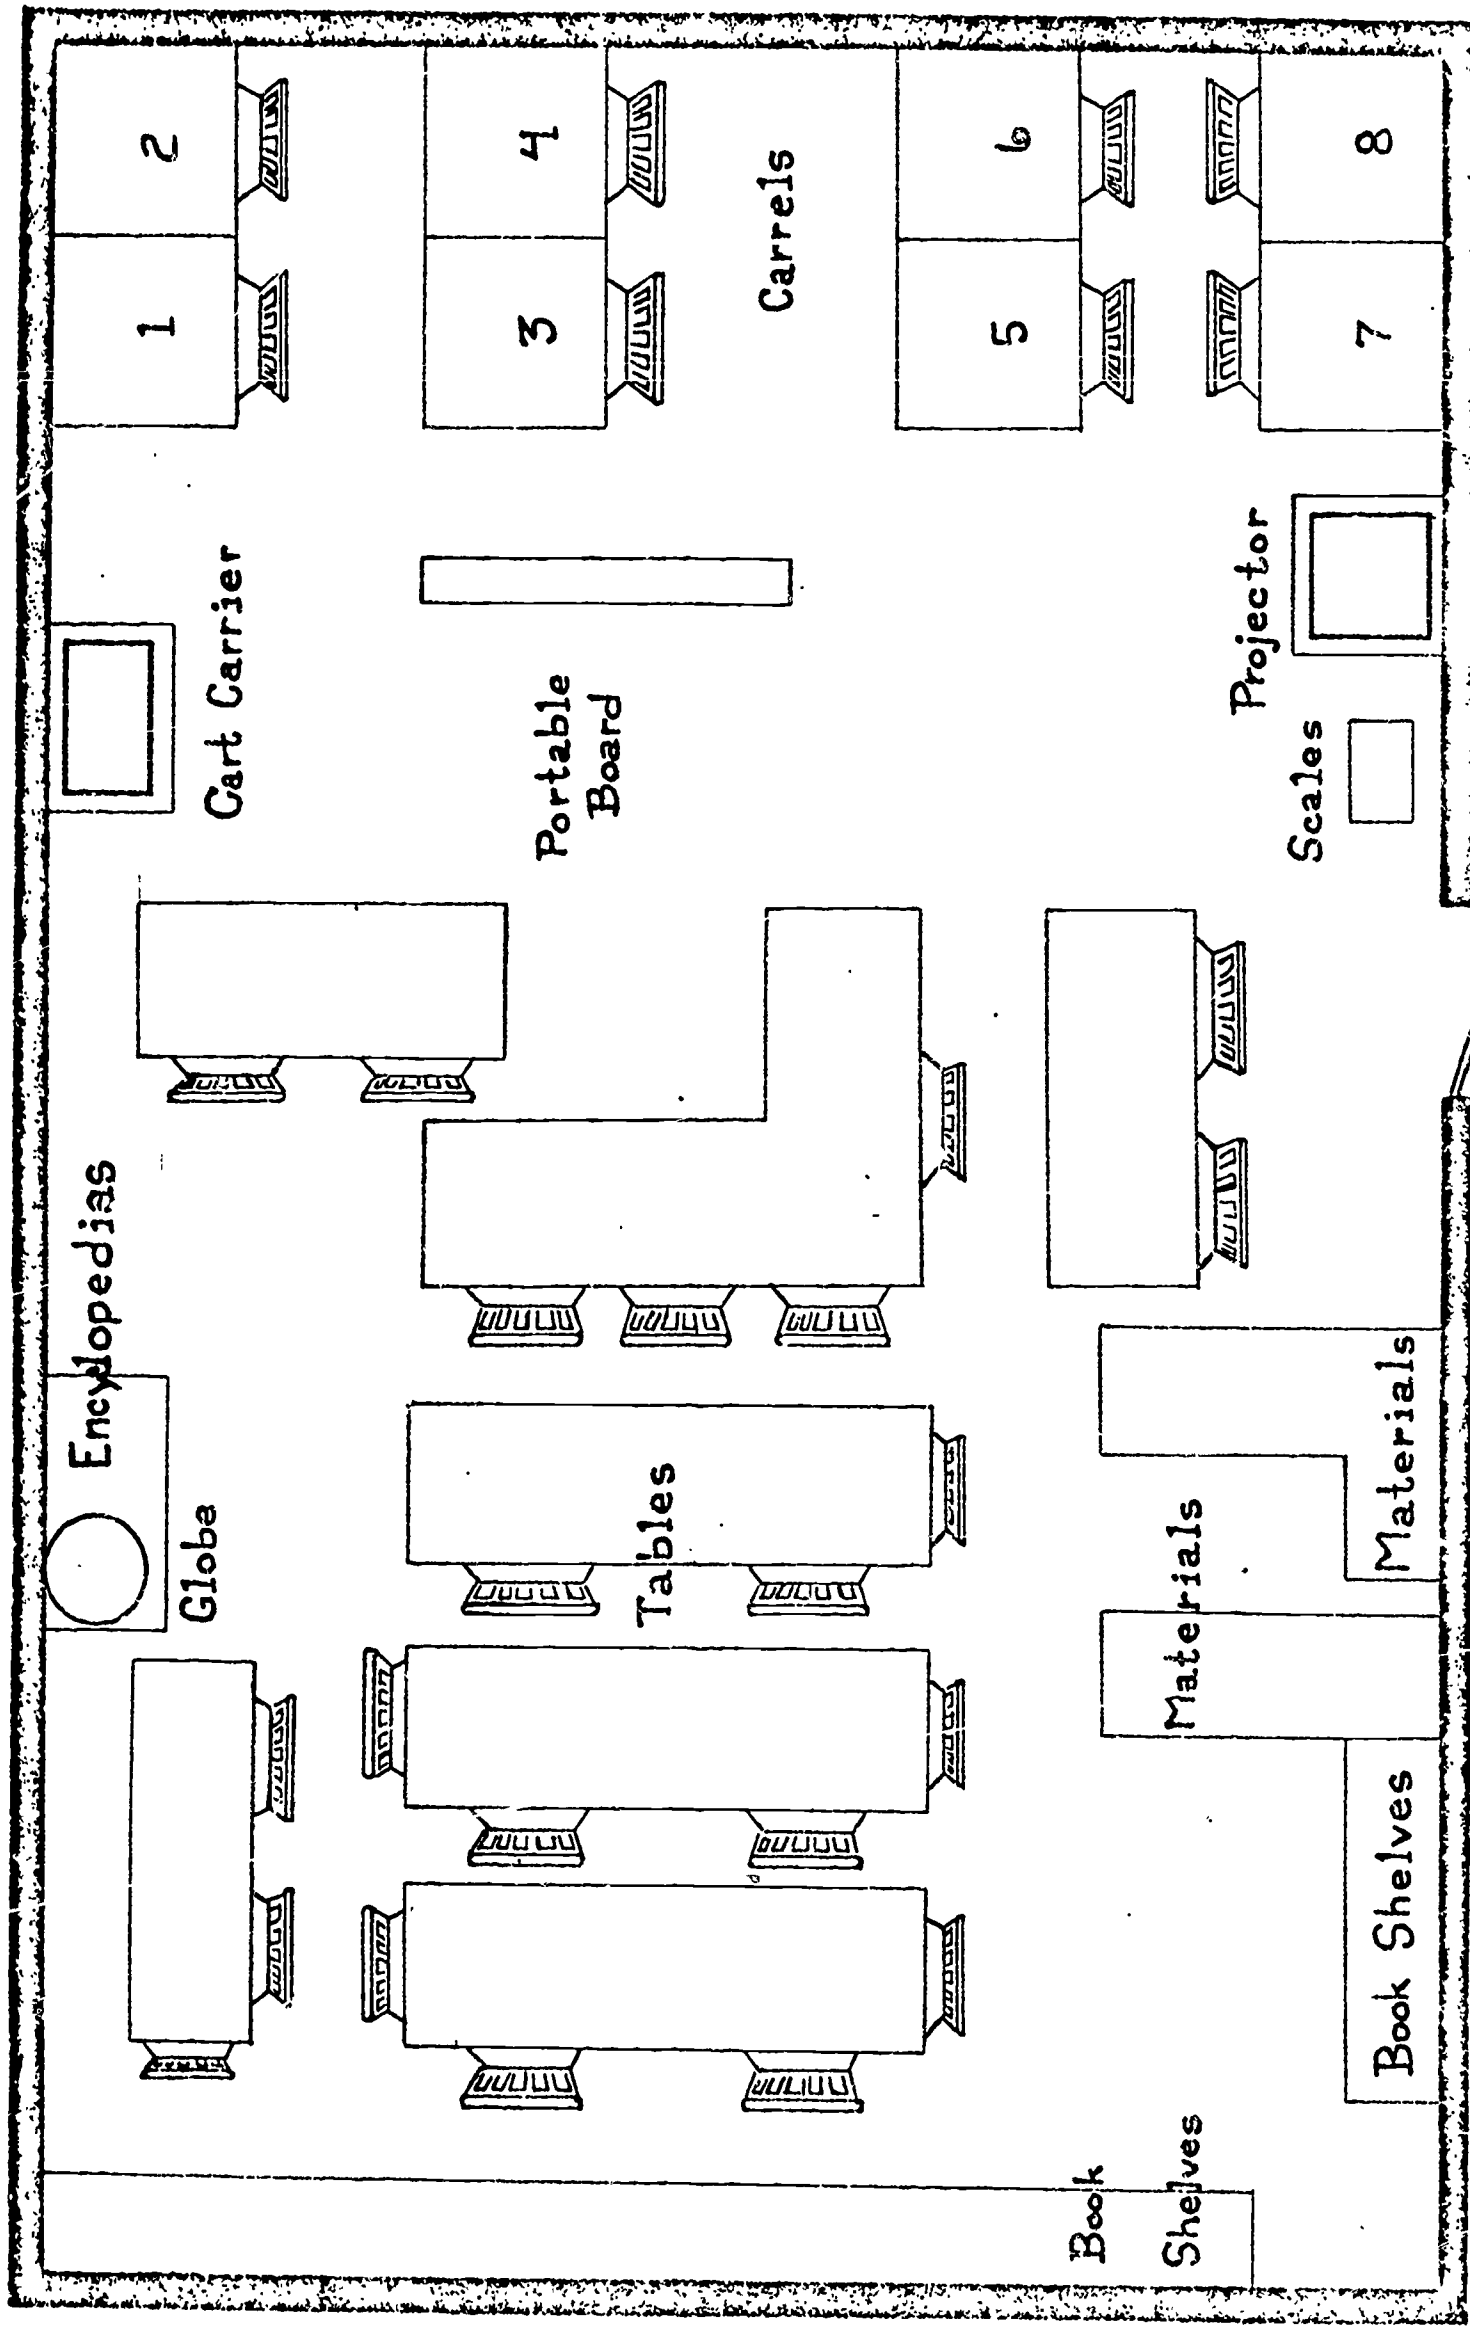 2
4
6
8
1
3
5
7
Carrels
Cart Carrier
Portable
Board
Projector
Scales
Encylopedias
Globe
Tables
Materials
Materials
Book Shelves
Book
Shelves